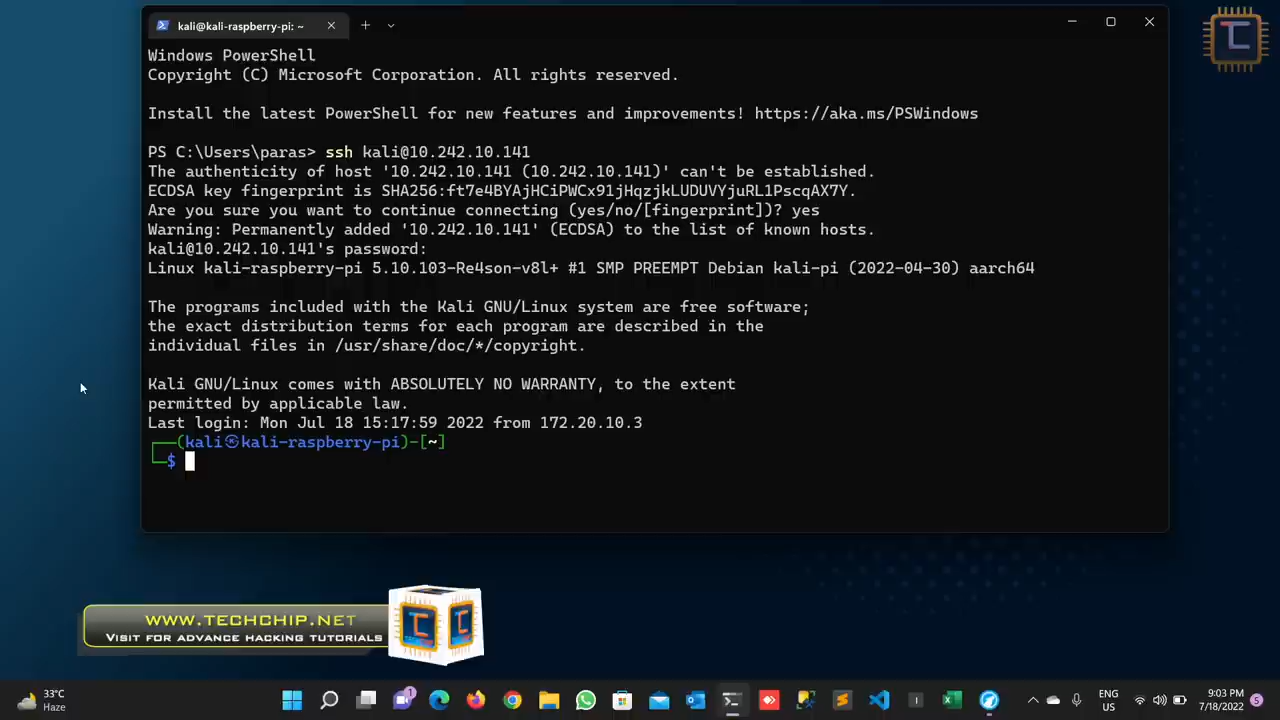 kali@kali-raspberry-pi: ~
Windows PowerShell
Copyright (C) Microsoft Corporation. All rights reserved.
Install the latest PowerShell for new features and improvements! https://aka.ms/PSWindows
PS C:\Users\paras> ssh kali@10.242.10.141
The authenticity of host '10.242.10.141 (10.242.10.141)' can't be established.
ECDSA key fingerprint is SHA256:ft7e4BYAjHCiPWCx91jHqzjkLUDUVYjuRL1PscqAX7Y.
Are you sure you want to continue connecting (yes/no/[fingerprint])? yes
Warning: Permanently added '10.242.10.141' (ECDSA) to the list of known hosts.
kali@10.242.10.141's password:
Linux kali-raspberry-pi 5.10.103-Re4son-v8l+ #1 SMP PREEMPT Debian kali-pi (2022-04-30) aarch64
The programs included with the Kali GNU/Linux system are free software;
the exact distribution terms for each program are described in the
individual files in /usr/share/doc/*/copyright.
Kali GNU/Linux comes with ABSOLUTELY NO WARRANTY, to the extent
permitted by applicable law.
Last login: Mon Jul 18 15:17:59 2022 from 172.20.10.3
┌──(kali㉿kali-raspberry-pi)-[~]
└─$
WWW.TECHCHIP.NET
VISIT FOR ADVANCE HACKING TUTORIALS
33°C
Haze
ENG
US
9:03 PM
7/18/2022
5